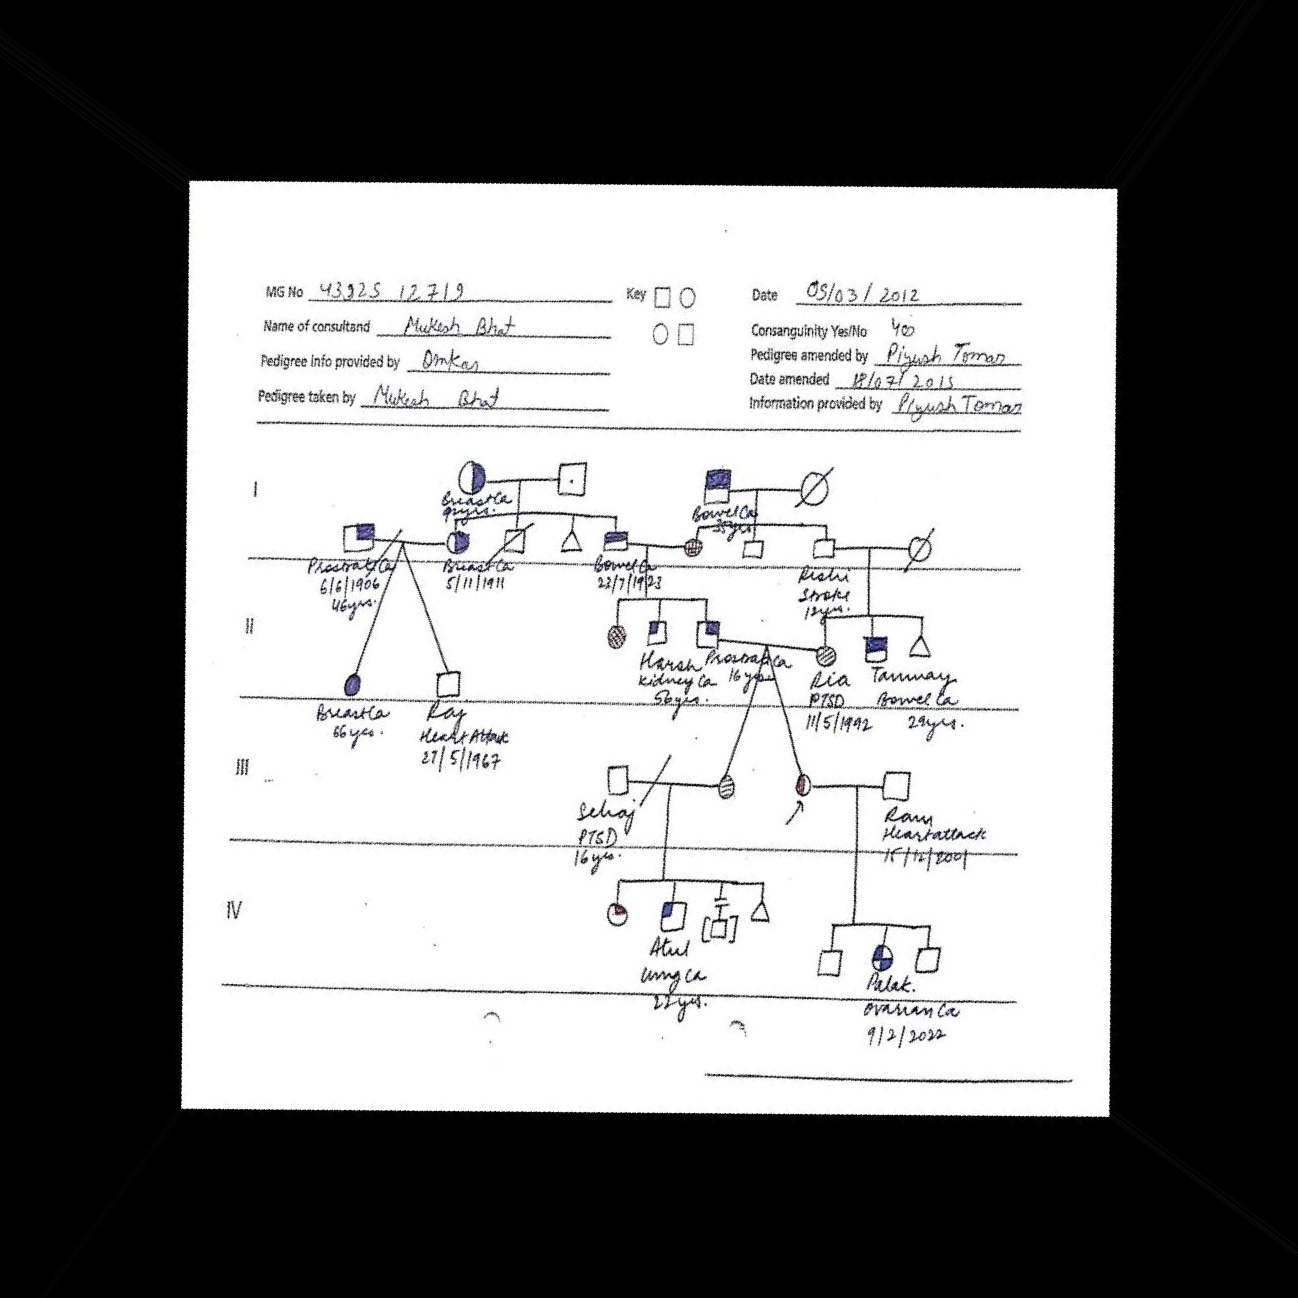 MG No 43925 12719 Key Date 05/03/2012
Name of consultand Mukesh Bhat Consanguinity Yes/No Yes
Pedigree info provided by Omkar Pedigree amended by Piyush Tomar
Date amended 18/07/2015
Pedigree taken by Mukesh Bhat Information provided by Piyush Tomar
I
Breast Ca
Bowel Ca
35yrs.
Prostrate Ca
6/6/1906
46yrs.
Breast Ca
5/11/1911
Bowel Ca
23/7/1923
Rishi
Stroke
12yrs.
II
Harsh
Kidney Ca
56yrs.
Prostrate Ca
16yrs.
Ria
PTSD
11/5/1992
Tanmay
Bowel Ca
29yrs.
Breast Ca
66yrs.
Raj
Heart Attack
27/5/1967
III
Sehaj
PTSD
16yrs.
Ram
Heart attack
15/12/2001
IV
Atul
Lung Ca
22yrs.
Palak.
Ovarian Ca
9/2/2022